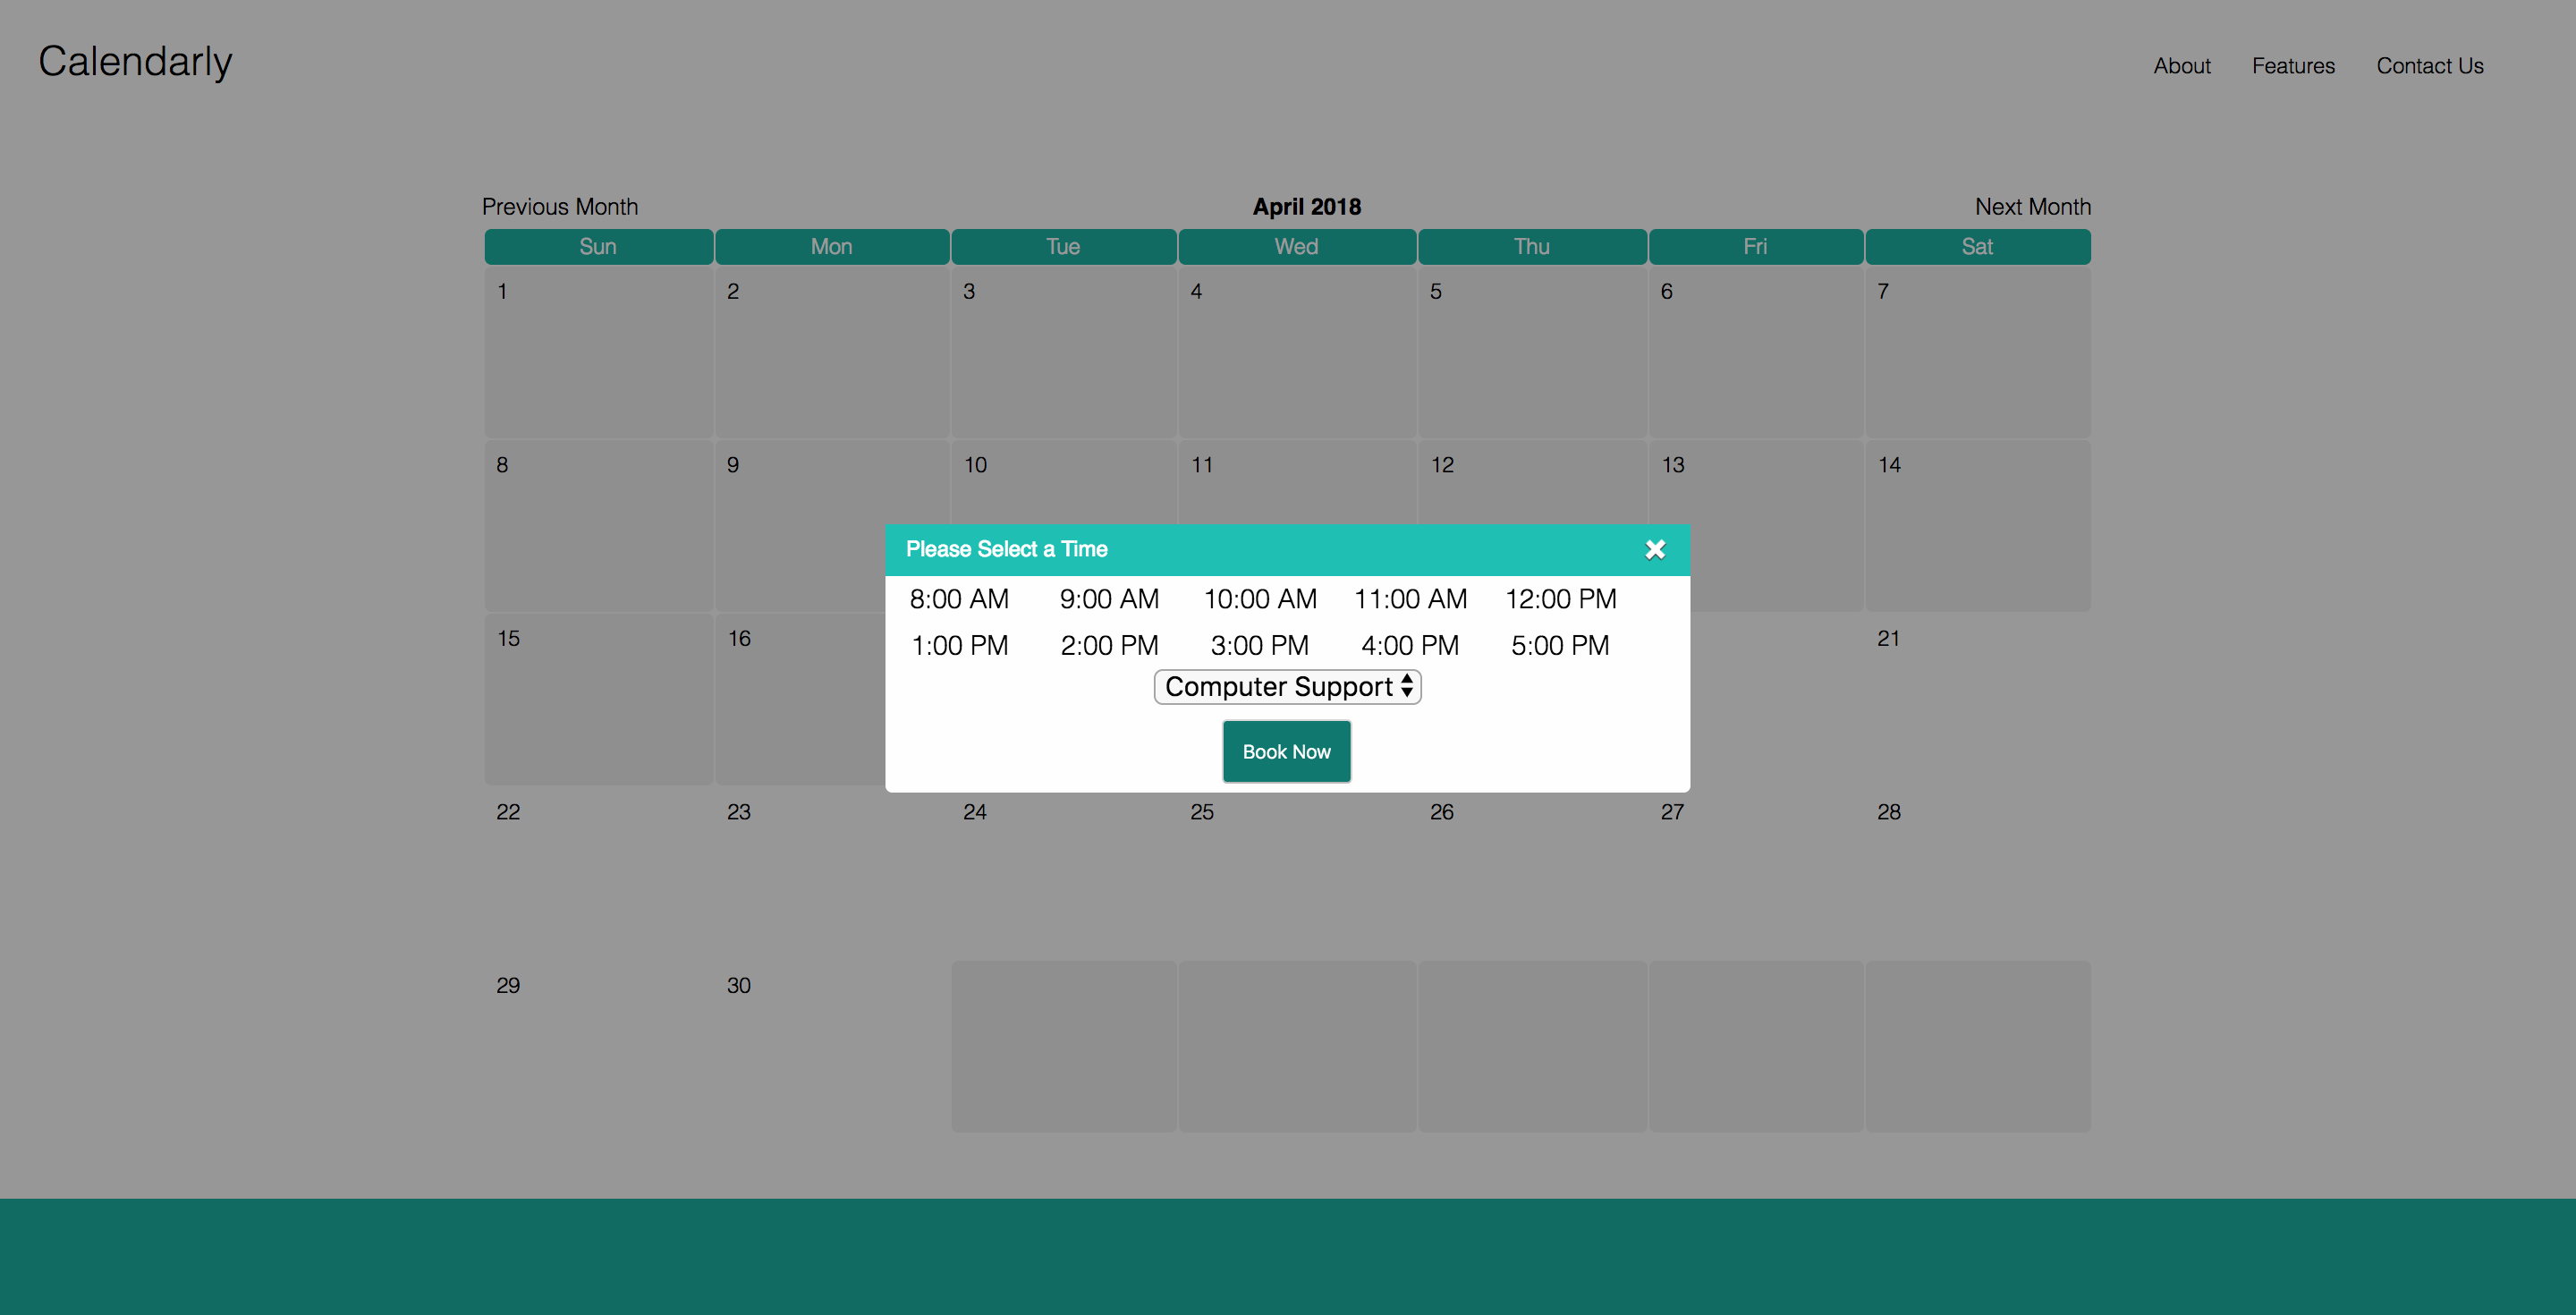 Calendarly
About Features Contact Us
Previous Month April 2018 Next Month
Sun Mon Tue Wed Thu Fri Sat
1 2 3 4 5 6 7
8 9 10 11 12 13 14
Please Select a Time
8:00 AM 9:00 AM 10:00 AM 11:00 AM 12:00 PM
1:00 PM 2:00 PM 3:00 PM 4:00 PM 5:00 PM
Computer Support
Book Now
15 16 21
22 23 24 25 26 27 28
29 30